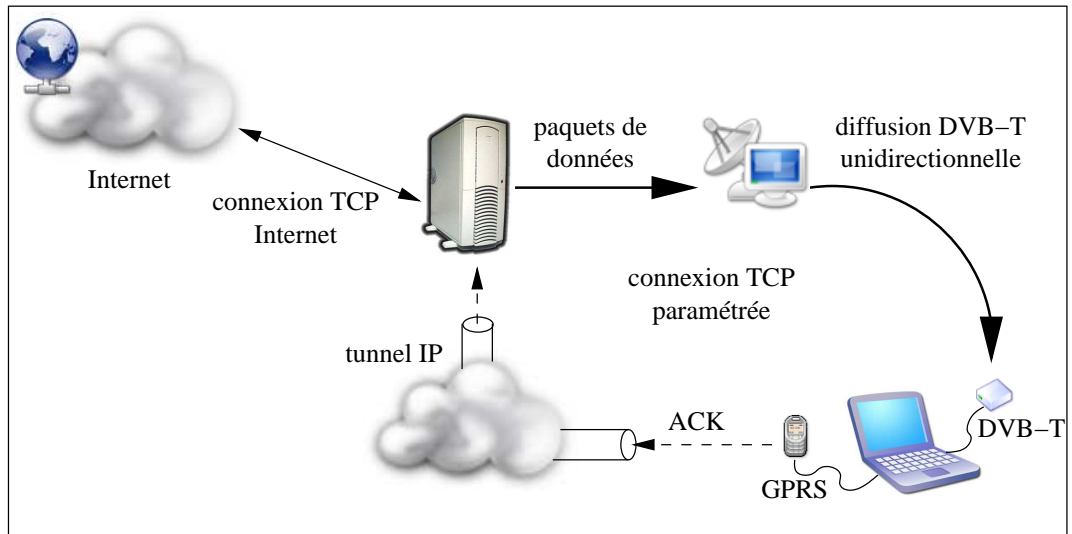 Internet
connexion TCP
Internet
paquets de
données
diffusion DVB−T
unidirectionnelle
connexion TCP
paramétrée
tunnel IP
ACK
GPRS
DVB−T